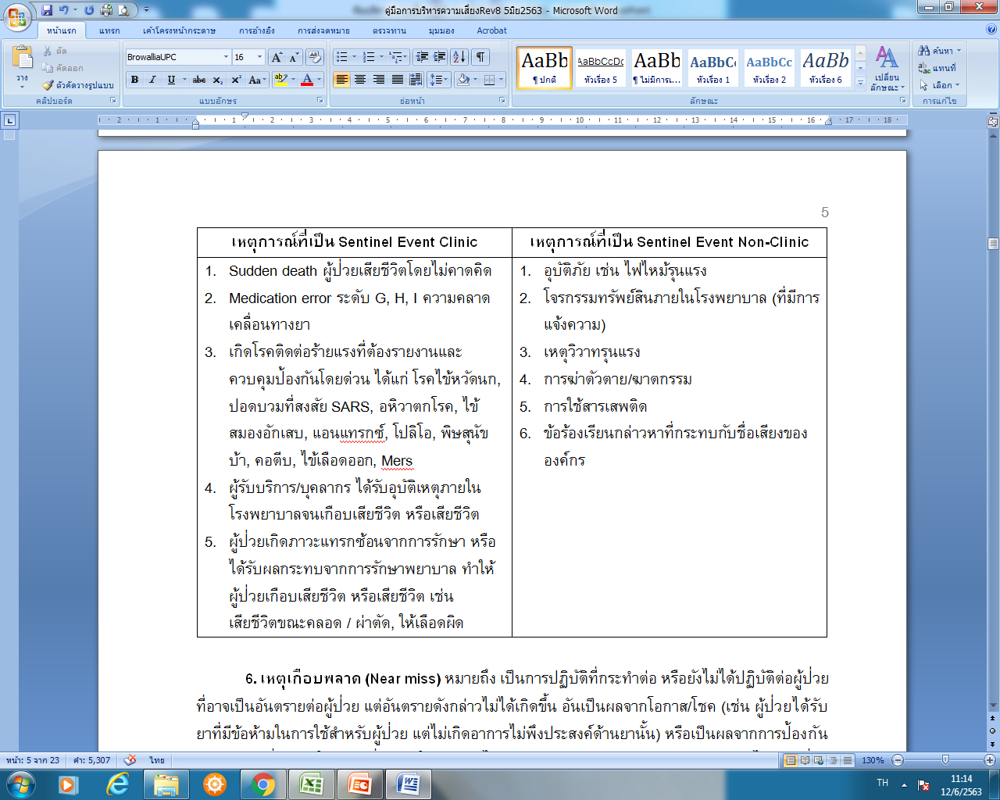 คู่มือการบริหารความเสี่ยงRev8 5มิย2563 - Microsoft Word
หน้าแรก แทรก เค้าโครงหน้ากระดาษ การอ้างอิง การส่งจดหมาย ตรวจทาน มุมมอง Acrobat
วาง
ตัด
คัดลอก
ตัวคัดวางรูปแบบ
คลิปบอร์ด
BrowalliaUPC 16
แบบอักษร
ย่อหน้า
AaBb AaBbCcDc AaBb AaBbC AaBbCc AaBb
¶ ปกติ หัวเรื่อง 5 ¶ ไม่มีการเ... หัวเรื่อง 1 หัวเรื่อง 2 หัวเรื่อง 6
เปลี่ยนลักษณะ
ลักษณะ
ค้นหา
แทนที่
เลือก
การแก้ไข
2 1 1 2 3 4 5 6 7 8 9 10 11 12 13 14 15 16 17 18
5
เหตุการณ์ที่เป็น Sentinel Event Clinic
1. Sudden death ผู้ป่วยเสียชีวิตโดยไม่คาดคิด
2. Medication error ระดับ G, H, I ความคลาด
เคลื่อนทางยา
3. เกิดโรคติดต่อร้ายแรงที่ต้องรายงานและ
ควบคุมป้องกันโดยด่วน ได้แก่ โรคไข้หวัดนก,
ปอดบวมที่สงสัย SARS, อหิวาตกโรค, ไข้
สมองอักเสบ, แอนแทรกซ์, โปลิโอ, พิษสุนัข
บ้า, คอตีบ, ไข้เลือดออก, Mers
4. ผู้รับบริการ/บุคลากร ได้รับอุบัติเหตุภายใน
โรงพยาบาลจนเกือบเสียชีวิต หรือเสียชีวิต
5. ผู้ป่วยเกิดภาวะแทรกซ้อนจากการรักษา หรือ
ได้รับผลกระทบจากการรักษาพยาบาล ทำให้
ผู้ป่วยเกือบเสียชีวิต หรือเสียชีวิต เช่น
เสียชีวิตขณะคลอด / ผ่าตัด, ให้เลือดผิด
เหตุการณ์ที่เป็น Sentinel Event Non-Clinic
1. อุบัติภัย เช่น ไฟไหม้รุนแรง
2. โจรกรรมทรัพย์สินภายในโรงพยาบาล (ที่มีการ
แจ้งความ)
3. เหตุวิวาทรุนแรง
4. การฆ่าตัวตาย/ฆาตกรรม
5. การใช้สารเสพติด
6. ข้อร้องเรียนกล่าวหาที่กระทบกับชื่อเสียงของ
องค์กร
6. เหตุเกือบพลาด (Near miss) หมายถึง เป็นการปฏิบัติที่กระทำต่อ หรือยังไม่ได้ปฏิบัติต่อผู้ป่วย
ที่อาจเป็นอันตรายต่อผู้ป่วย แต่อันตรายดังกล่าวไม่ได้เกิดขึ้น อันเป็นผลจากโอกาส/โชค (เช่น ผู้ป่วยได้รับ
ยาที่มีข้อห้ามในการใช้สำหรับผู้ป่วย แต่ไม่เกิดอาการไม่พึงประสงค์ด้านยานั้น) หรือเป็นผลจากการป้องกัน
หน้า: 5 จาก 23 คำ: 5,307 ไทย 130%
TH 11:14
12/6/2563